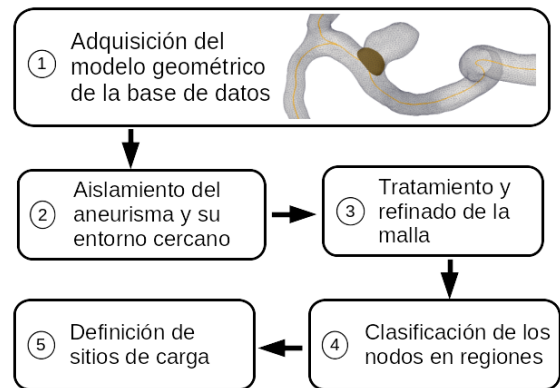 1
Adquisición del
modelo geométrico
de la base de datos
2
Aislamiento del
aneurisma y su
entorno cercano
3
Tratamiento y
refinado de la
malla
4
Clasificación de los
nodos en regiones
5
Definición de
sitios de carga